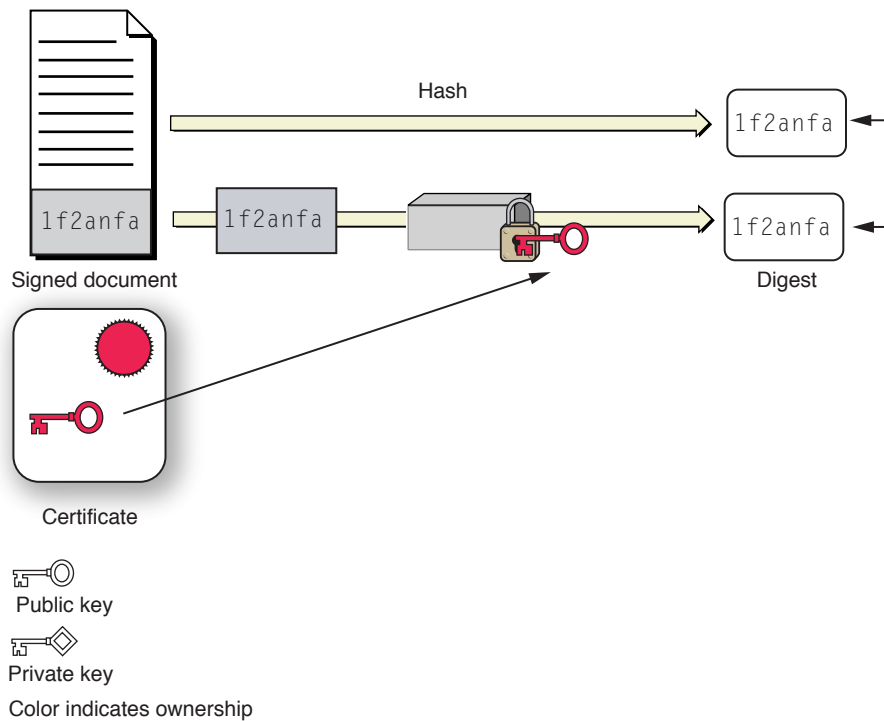 Hash
1f2anfa
1f2anfa
1f2anfa
1f2anfa
Signed document
Digest
Certificate
Public key
Private key
Color indicates ownership